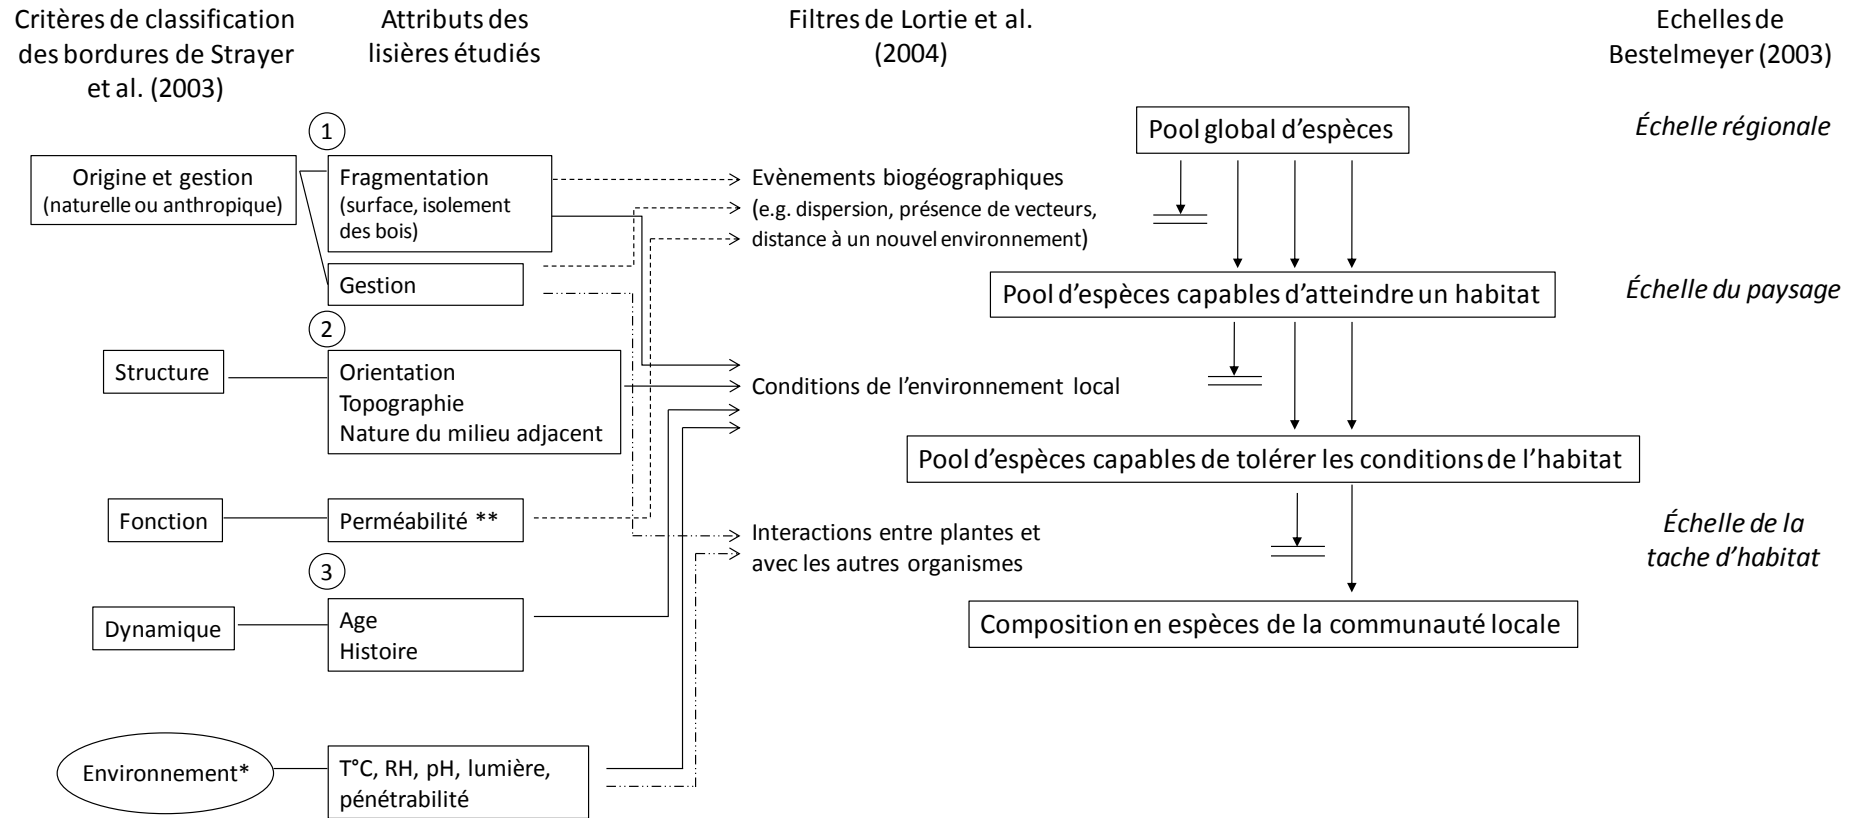 Critères de classification
des bordures de Strayer
et al. (2003)
Attributs des
lisières étudiés
Filtres de Lortie et al.
(2004)
Echelles de
Bestelmeyer (2003)
1
Origine et gestion
(naturelle ou anthropique)
Fragmentation
(surface, isolement
des bois)
Gestion
2
Structure
Orientation
Topographie
Nature du milieu adjacent
Fonction
Perméabilité **
3
Dynamique
Age
Histoire
Environnement*
T°C, RH, pH, lumière,
pénétrabilité
Evènements biogéographiques
(e.g. dispersion, présence de vecteurs,
distance à un nouvel environnement)
Conditions de l'environnement local
Interactions entre plantes et
avec les autres organismes
Pool global d'espèces
Pool d'espèces capables d'atteindre un habitat
Pool d'espèces capables de tolérer les conditions de l'habitat
Composition en espèces de la communauté locale
Échelle régionale
Échelle du paysage
Échelle de la
tache d'habitat